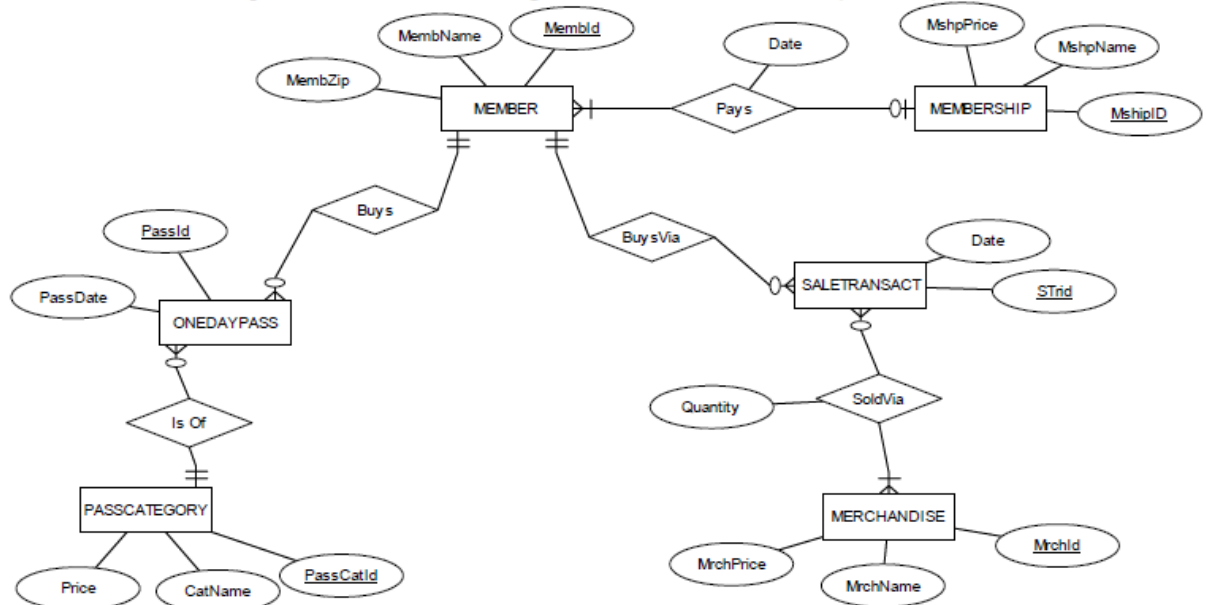 MshpPrice
MembName
MembId
Date
MshpName
MembZip
MEMBER
Pays
MEMBERSHIP
MshipID
Buys
PassId
BuysVia
Date
PassDate
SALETRANSACT
STrid
ONEDAYPASS
Quantity
SoldVia
Is Of
PASSCATEGORY
MERCHANDISE
MrchId
MrchPrice
PassCatId
Price
CatName
MrchName